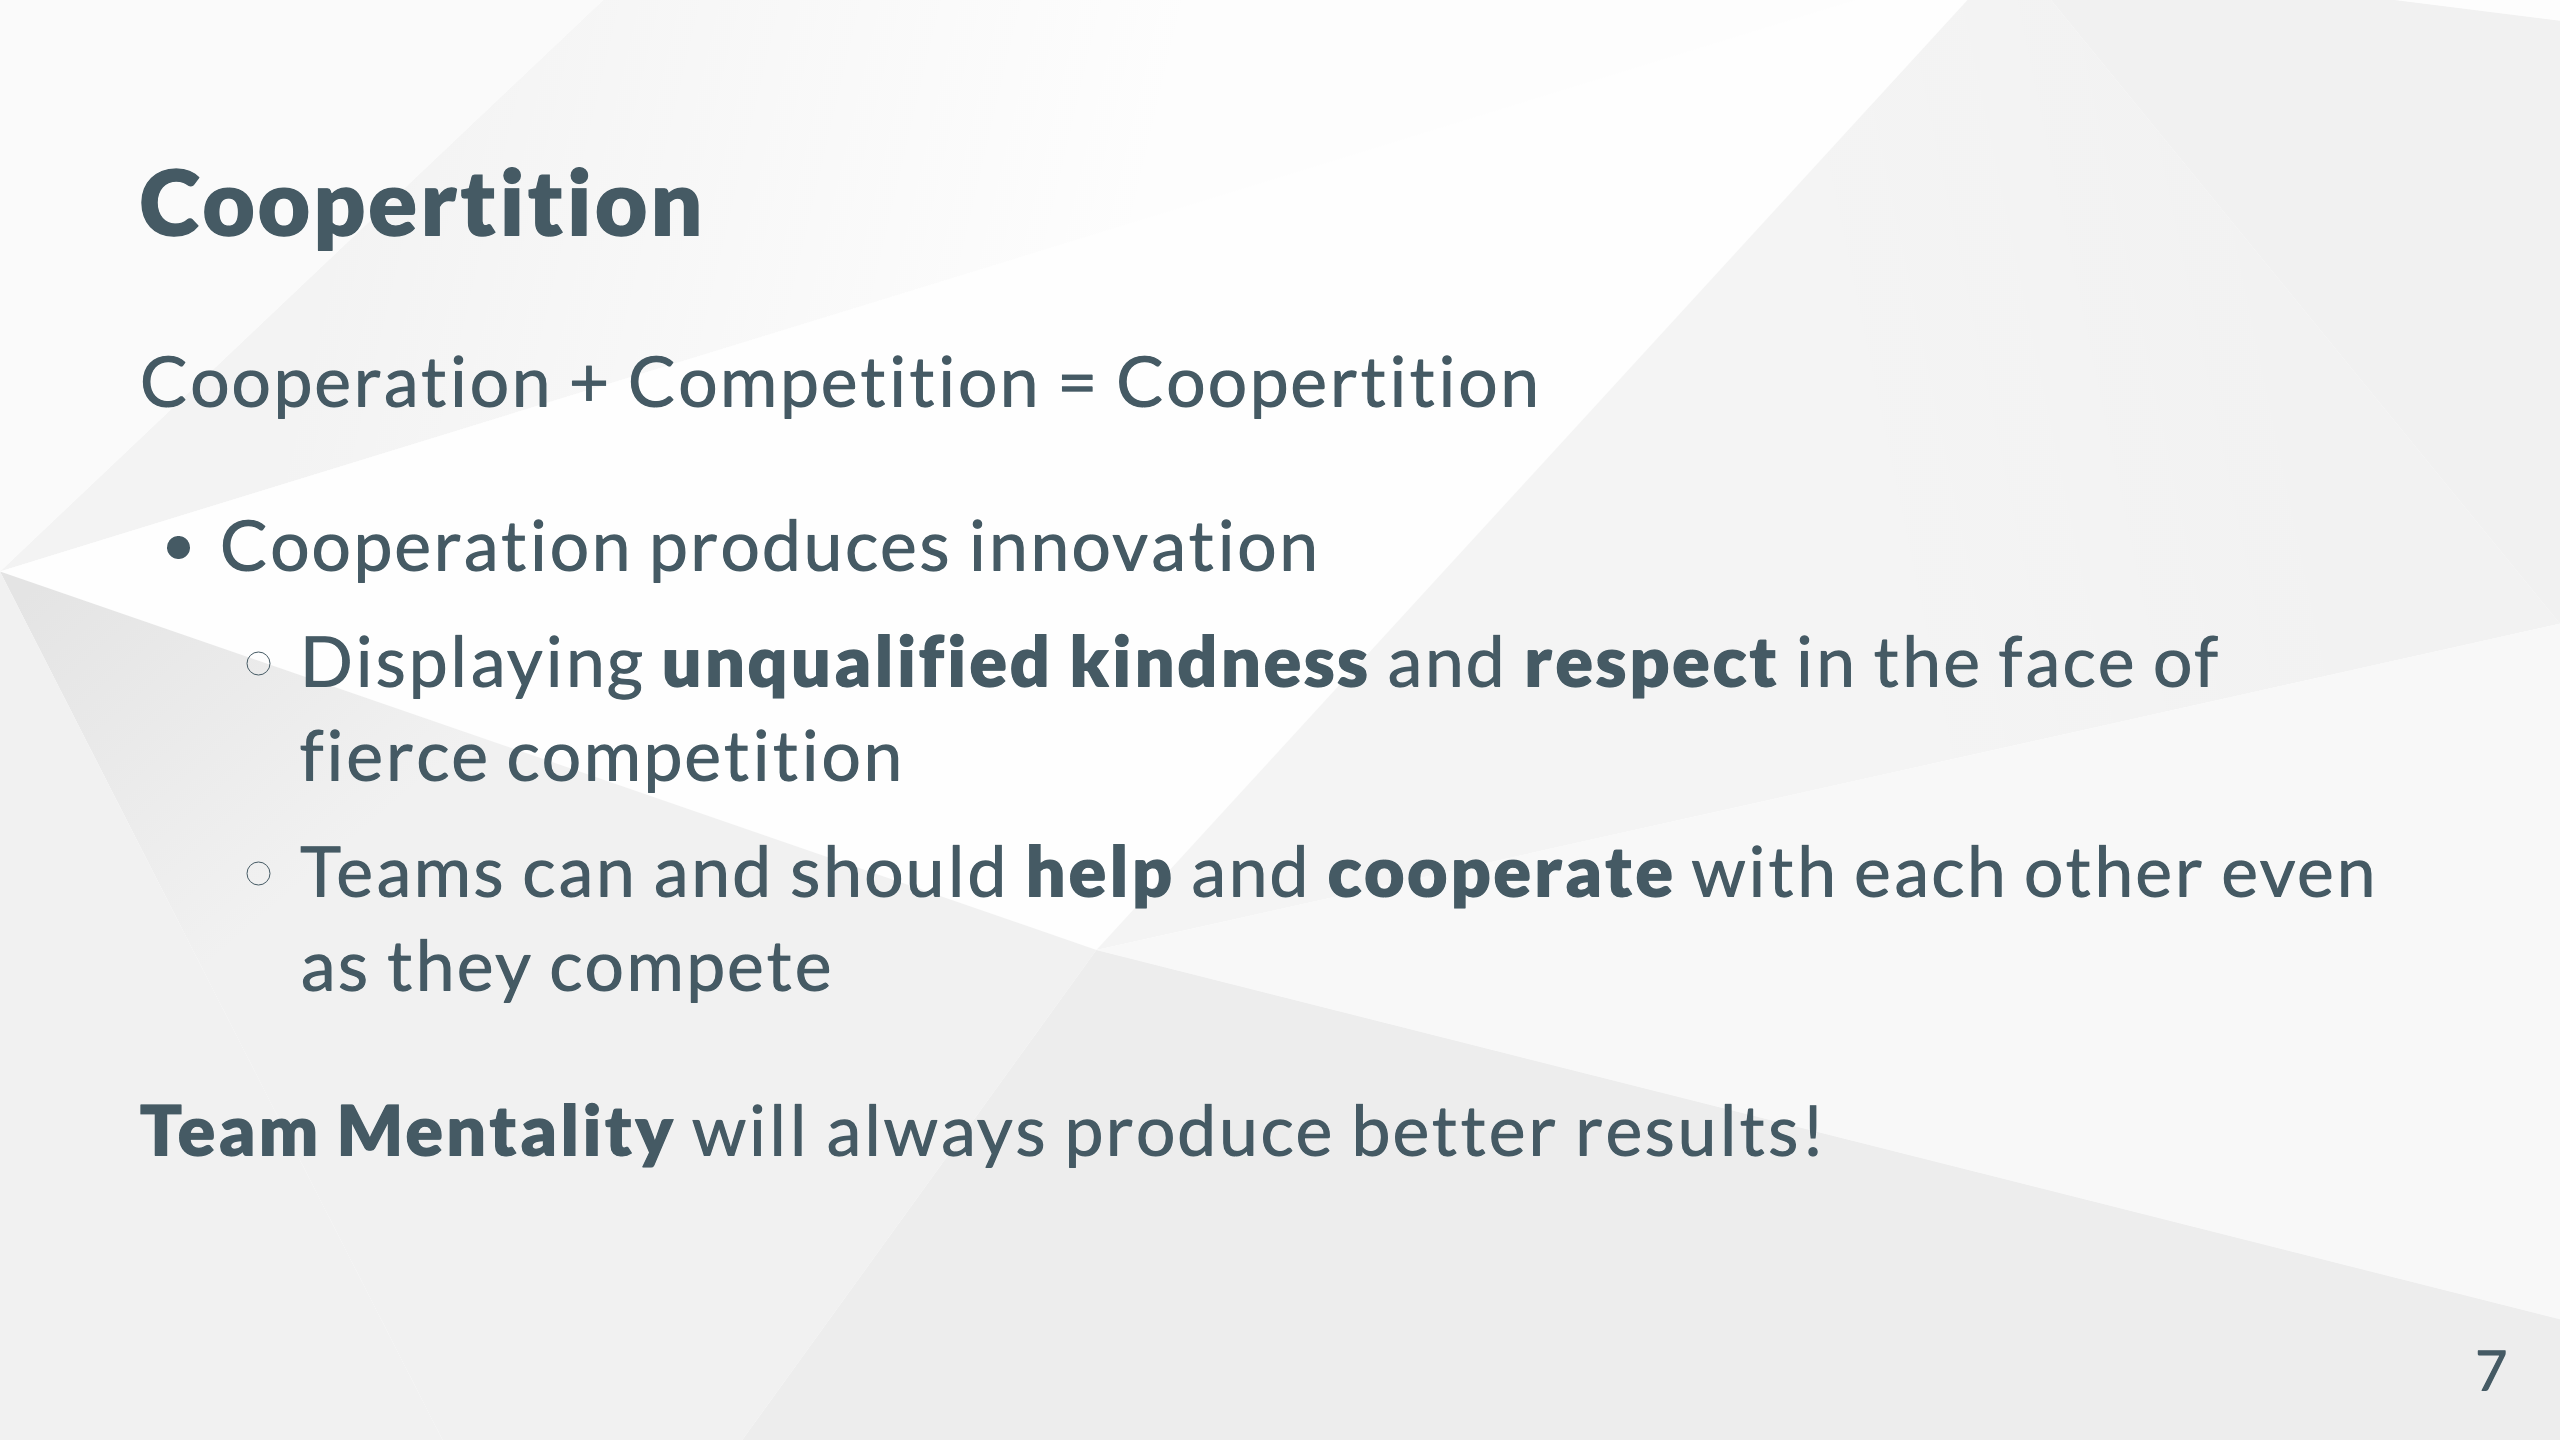 Coopertition
Cooperation + Competition = Coopertition
• Cooperation produces innovation
○ Displaying unqualified kindness and respect in the face of
fierce competition
○ Teams can and should help and cooperate with each other even
as they compete
Team Mentality will always produce better results!
7